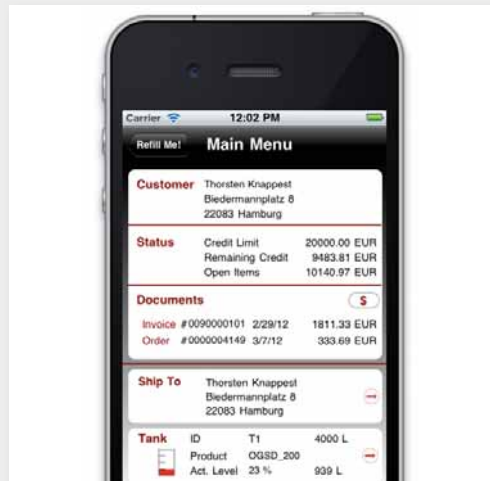 Carrier 12:02 PM
Refill Me! Main Menu
Customer Thorsten Knappest
Biedermannplatz 8
22083 Hamburg
Status Credit Limit 20000.00 EUR
Remaining Credit 9483.81 EUR
Open Items 10140.97 EUR
Documents $
Invoice #0090000101 2/29/12 1811.33 EUR
Order #0000004149 3/7/12 333.69 EUR
Ship To Thorsten Knappest
Biedermannplatz 8
22083 Hamburg
Tank ID T1 4000 L
Product OGSD_200
Act. Level 23 % 939 L